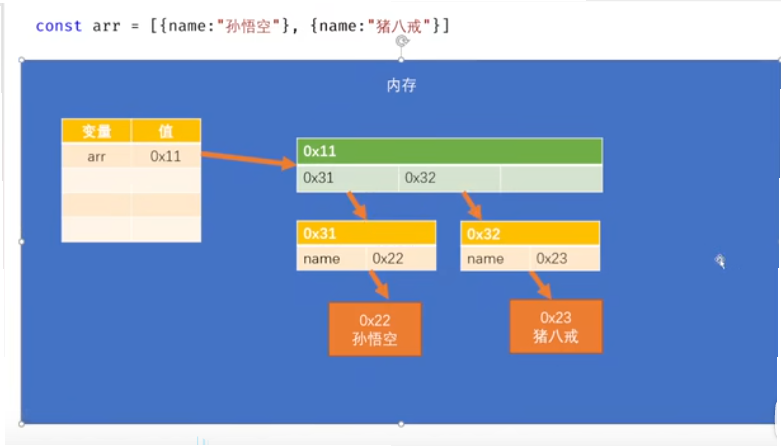 const arr = [{name:"孙悟空"}, {name:"猪八戒"}]
内存
变量 值
arr 0x11
0x11
0x31 0x32
0x31
name 0x22
0x32
name 0x23
0x22
孙悟空
0x23
猪八戒